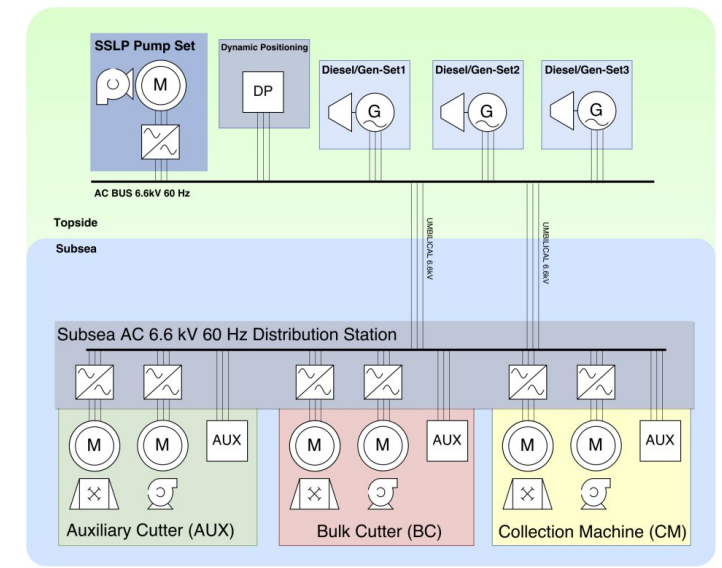 SSLP Pump Set
M
Dynamic Positioning
DP
Diesel/Gen-Set1
G
Diesel/Gen-Set2
G
Diesel/Gen-Set3
G
AC BUS 6.6kV 60 Hz
UMBILICAL 6.6kV
UMBILICAL 6.6kV
Topside
Subsea
Subsea AC 6.6 kV 60 Hz Distribution Station
M
M
AUX
Auxiliary Cutter (AUX)
M
M
AUX
Bulk Cutter (BC)
M
M
AUX
Collection Machine (CM)